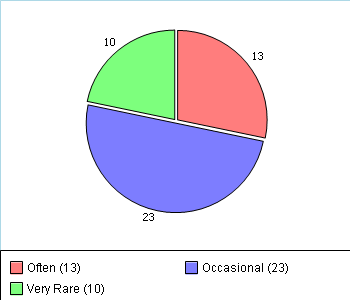 10
13
23
Often (13)
Occasional (23)
Very Rare (10)